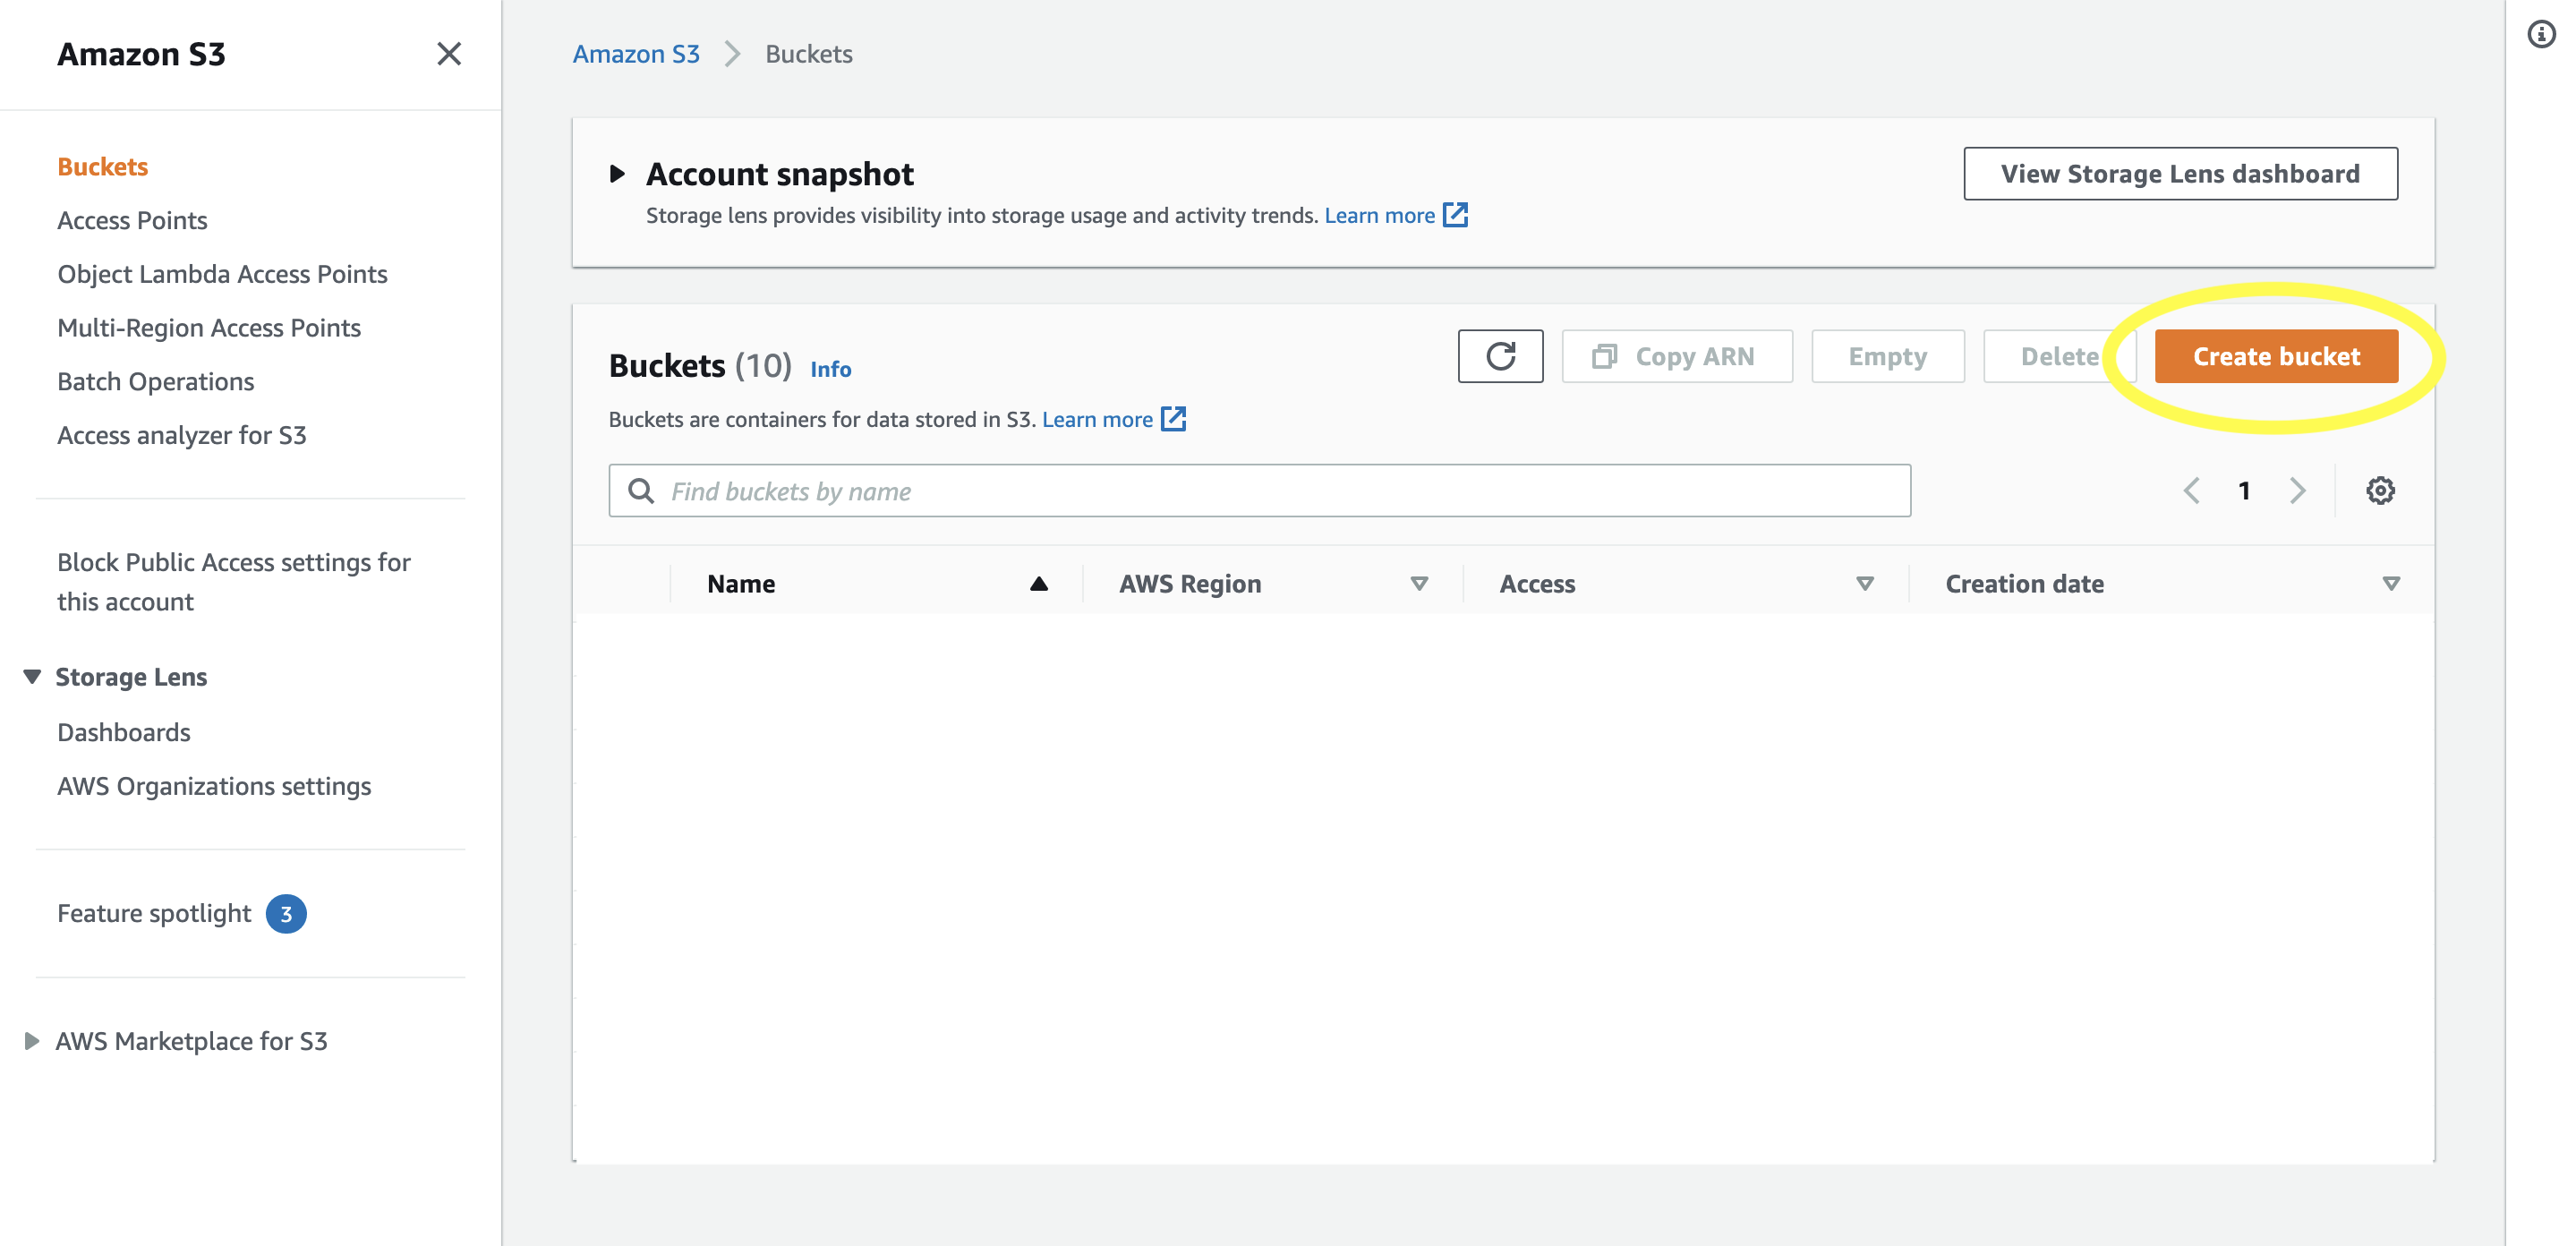 Amazon S3
Buckets
Access Points
Object Lambda Access Points
Multi-Region Access Points
Batch Operations
Access analyzer for S3
Block Public Access settings for
this account
Storage Lens
Dashboards
AWS Organizations settings
Feature spotlight 3
AWS Marketplace for S3
Amazon S3 Buckets
Account snapshot
View Storage Lens dashboard
Storage lens provides visibility into storage usage and activity trends. Learn more
Buckets (10) Info
Copy ARN Empty Delete Create bucket
Buckets are containers for data stored in S3. Learn more
Find buckets by name
1
Name AWS Region Access Creation date